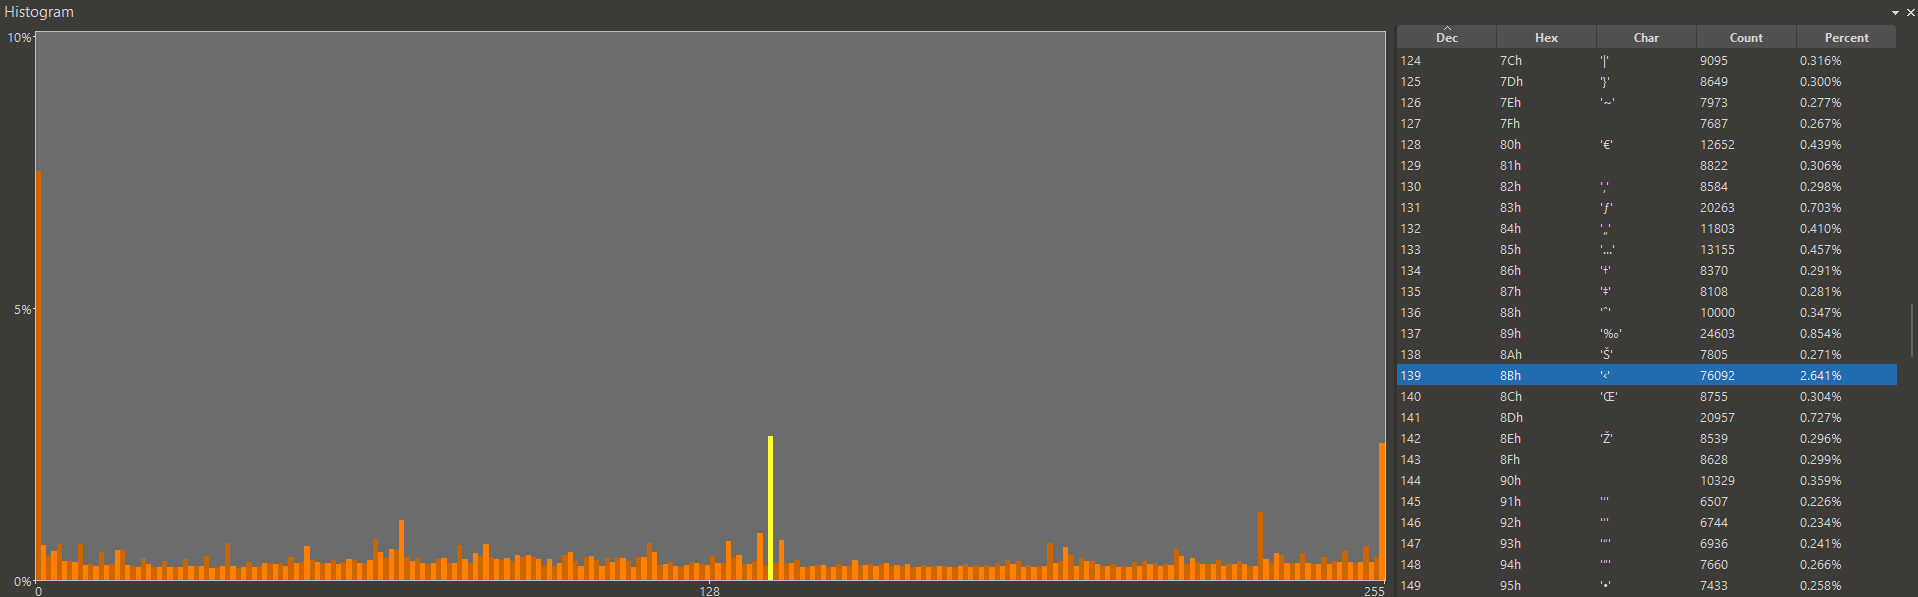 Histogram
10%
5%
0%
0 128 255
Dec Hex Char Count Percent
124 7Ch '|' 9095 0.316%
125 7Dh '}' 8649 0.300%
126 7Eh '~' 7973 0.277%
127 7Fh 7687 0.267%
128 80h '€' 12652 0.439%
129 81h 8822 0.306%
130 82h '‚' 8584 0.298%
131 83h 'ƒ' 20263 0.703%
132 84h '„' 11803 0.410%
133 85h '…' 13155 0.457%
134 86h '†' 8370 0.291%
135 87h '‡' 8108 0.281%
136 88h 'ˆ' 10000 0.347%
137 89h '‰' 24603 0.854%
138 8Ah 'Š' 7805 0.271%
139 8Bh '‹' 76092 2.641%
140 8Ch 'Œ' 8755 0.304%
141 8Dh 20957 0.727%
142 8Eh 'Ž' 8539 0.296%
143 8Fh 8628 0.299%
144 90h 10329 0.359%
145 91h '‘' 6507 0.226%
146 92h '’' 6744 0.234%
147 93h '“' 6936 0.241%
148 94h '”' 7660 0.266%
149 95h '•' 7433 0.258%